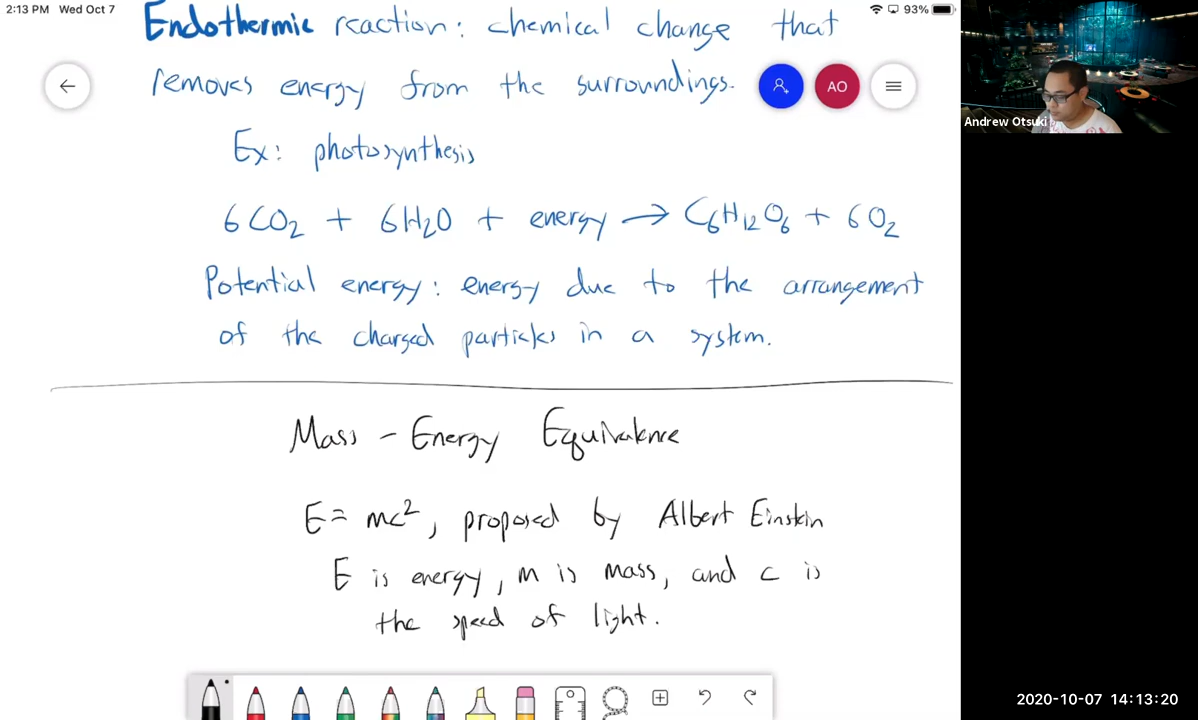 2:13 PM Wed Oct 7
93%
Endothermic reaction: chemical change that
removes energy from the surroundings.
AO
Andrew Otsuki
Ex: photosynthesis
6CO₂ + 6H₂O + energy → C₆H₁₂O₆ + 6O₂
Potential energy: energy due to the arrangement
of the charged particles in a system.
Mass - Energy Equivalence
E = mc², proposed by Albert Einstein
E is energy, m is mass, and c is
the speed of light.
2020-10-07 14:13:20